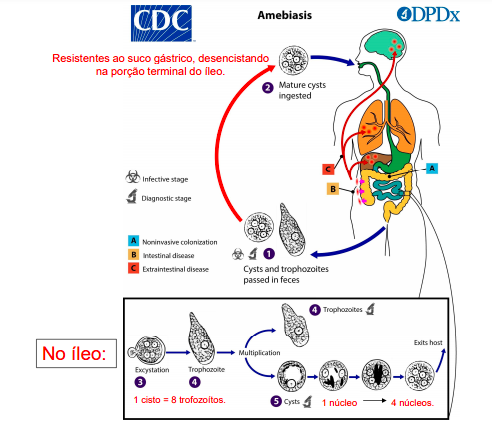 CDC
Amebiasis
DPDx
Resistentes ao suco gástrico, desencistando
na porção terminal do íleo.
2 Mature cysts
ingested
C
A
B
Infective stage
Diagnostic stage
A Noninvasive colonization
B Intestinal disease
C Extraintestinal disease
1
Cysts and trophozoites
passed in feces
No íleo:
4 Trophozoites
Exits host
Multiplication
Excystation
3
Trophozoite
4
5 Cysts
1 cisto = 8 trofozoítos.
1 núcleo
4 núcleos.